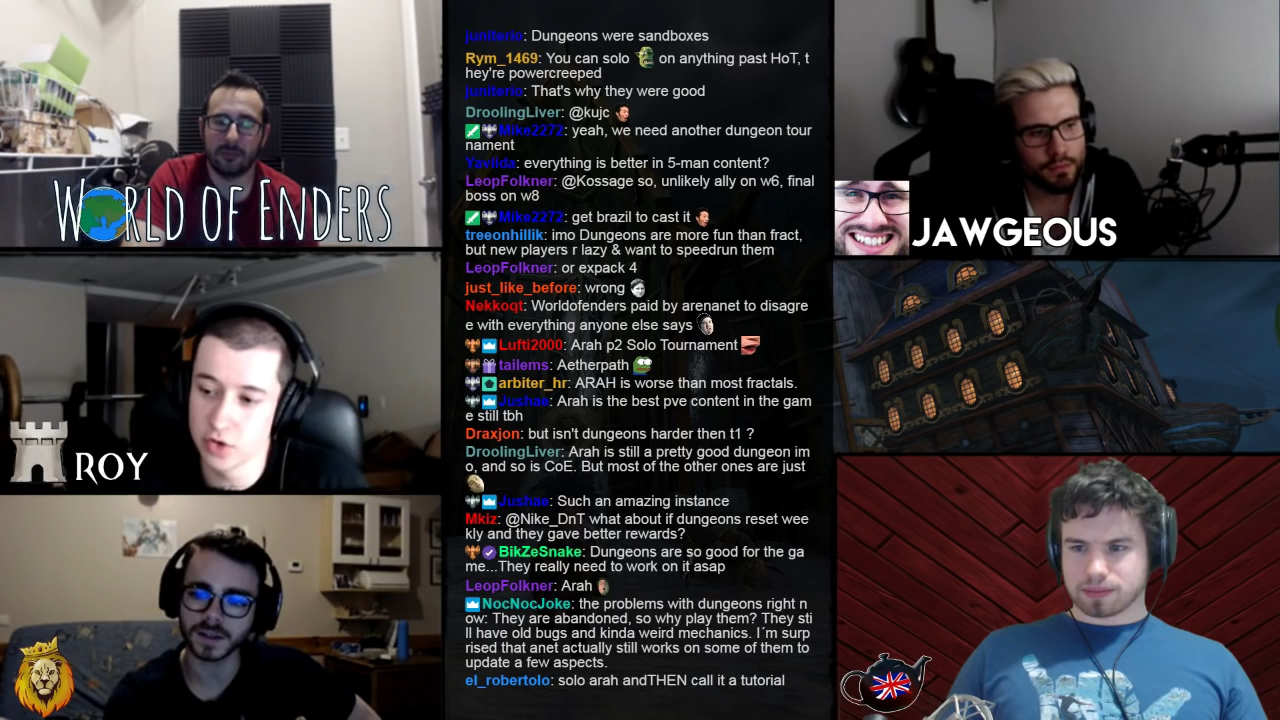 WORLD OF ENDERS
ROY
juniterio: Dungeons were sandboxes
Rym_1469: You can solo on anything past HoT, t
hey're powercreeped
juniterio: That's why they were good
DroolingLiver: @kujc
Mike2272: yeah, we need another dungeon tour
nament
Yaviida: everything is better in 5-man content?
LeopFolkner: @Kossage so, unlikely ally on w6, final
boss on w8
Mike2272: get brazil to cast it
treeonhillik: imo Dungeons are more fun than fract,
but new players r lazy & want to speedrun them
LeopFolkner: or expack 4
just_like_before: wrong
Nekkoqt: Worldofenders paid by arenanet to disagre
e with everything anyone else says
Lufti2000: Arah p2 Solo Tournament
tailems: Aetherpath
arbiter_hr: ARAH is worse than most fractals.
Jushae: Arah is the best pve content in the gam
e still tbh
Draxjon: but isn't dungeons harder then t1 ?
DroolingLiver: Arah is still a pretty good dungeon im
o, and so is CoE. But most of the other ones are just
Jushae: Such an amazing instance
Mkiz: @Nike_DnT what about if dungeons reset wee
kly and they gave better rewards?
BikZeSnake: Dungeons are so good for the ga
me...They really need to work on it asap
LeopFolkner: Arah
NocNocJoke: the problems with dungeons right n
ow: They are abandoned, so why play them? They sti
ll have old bugs and kinda weird mechanics. I´m surp
rised that anet actually still works on some of them to
update a few aspects.
el_robertolo: solo arah andTHEN call it a tutorial
JAWGEOUS